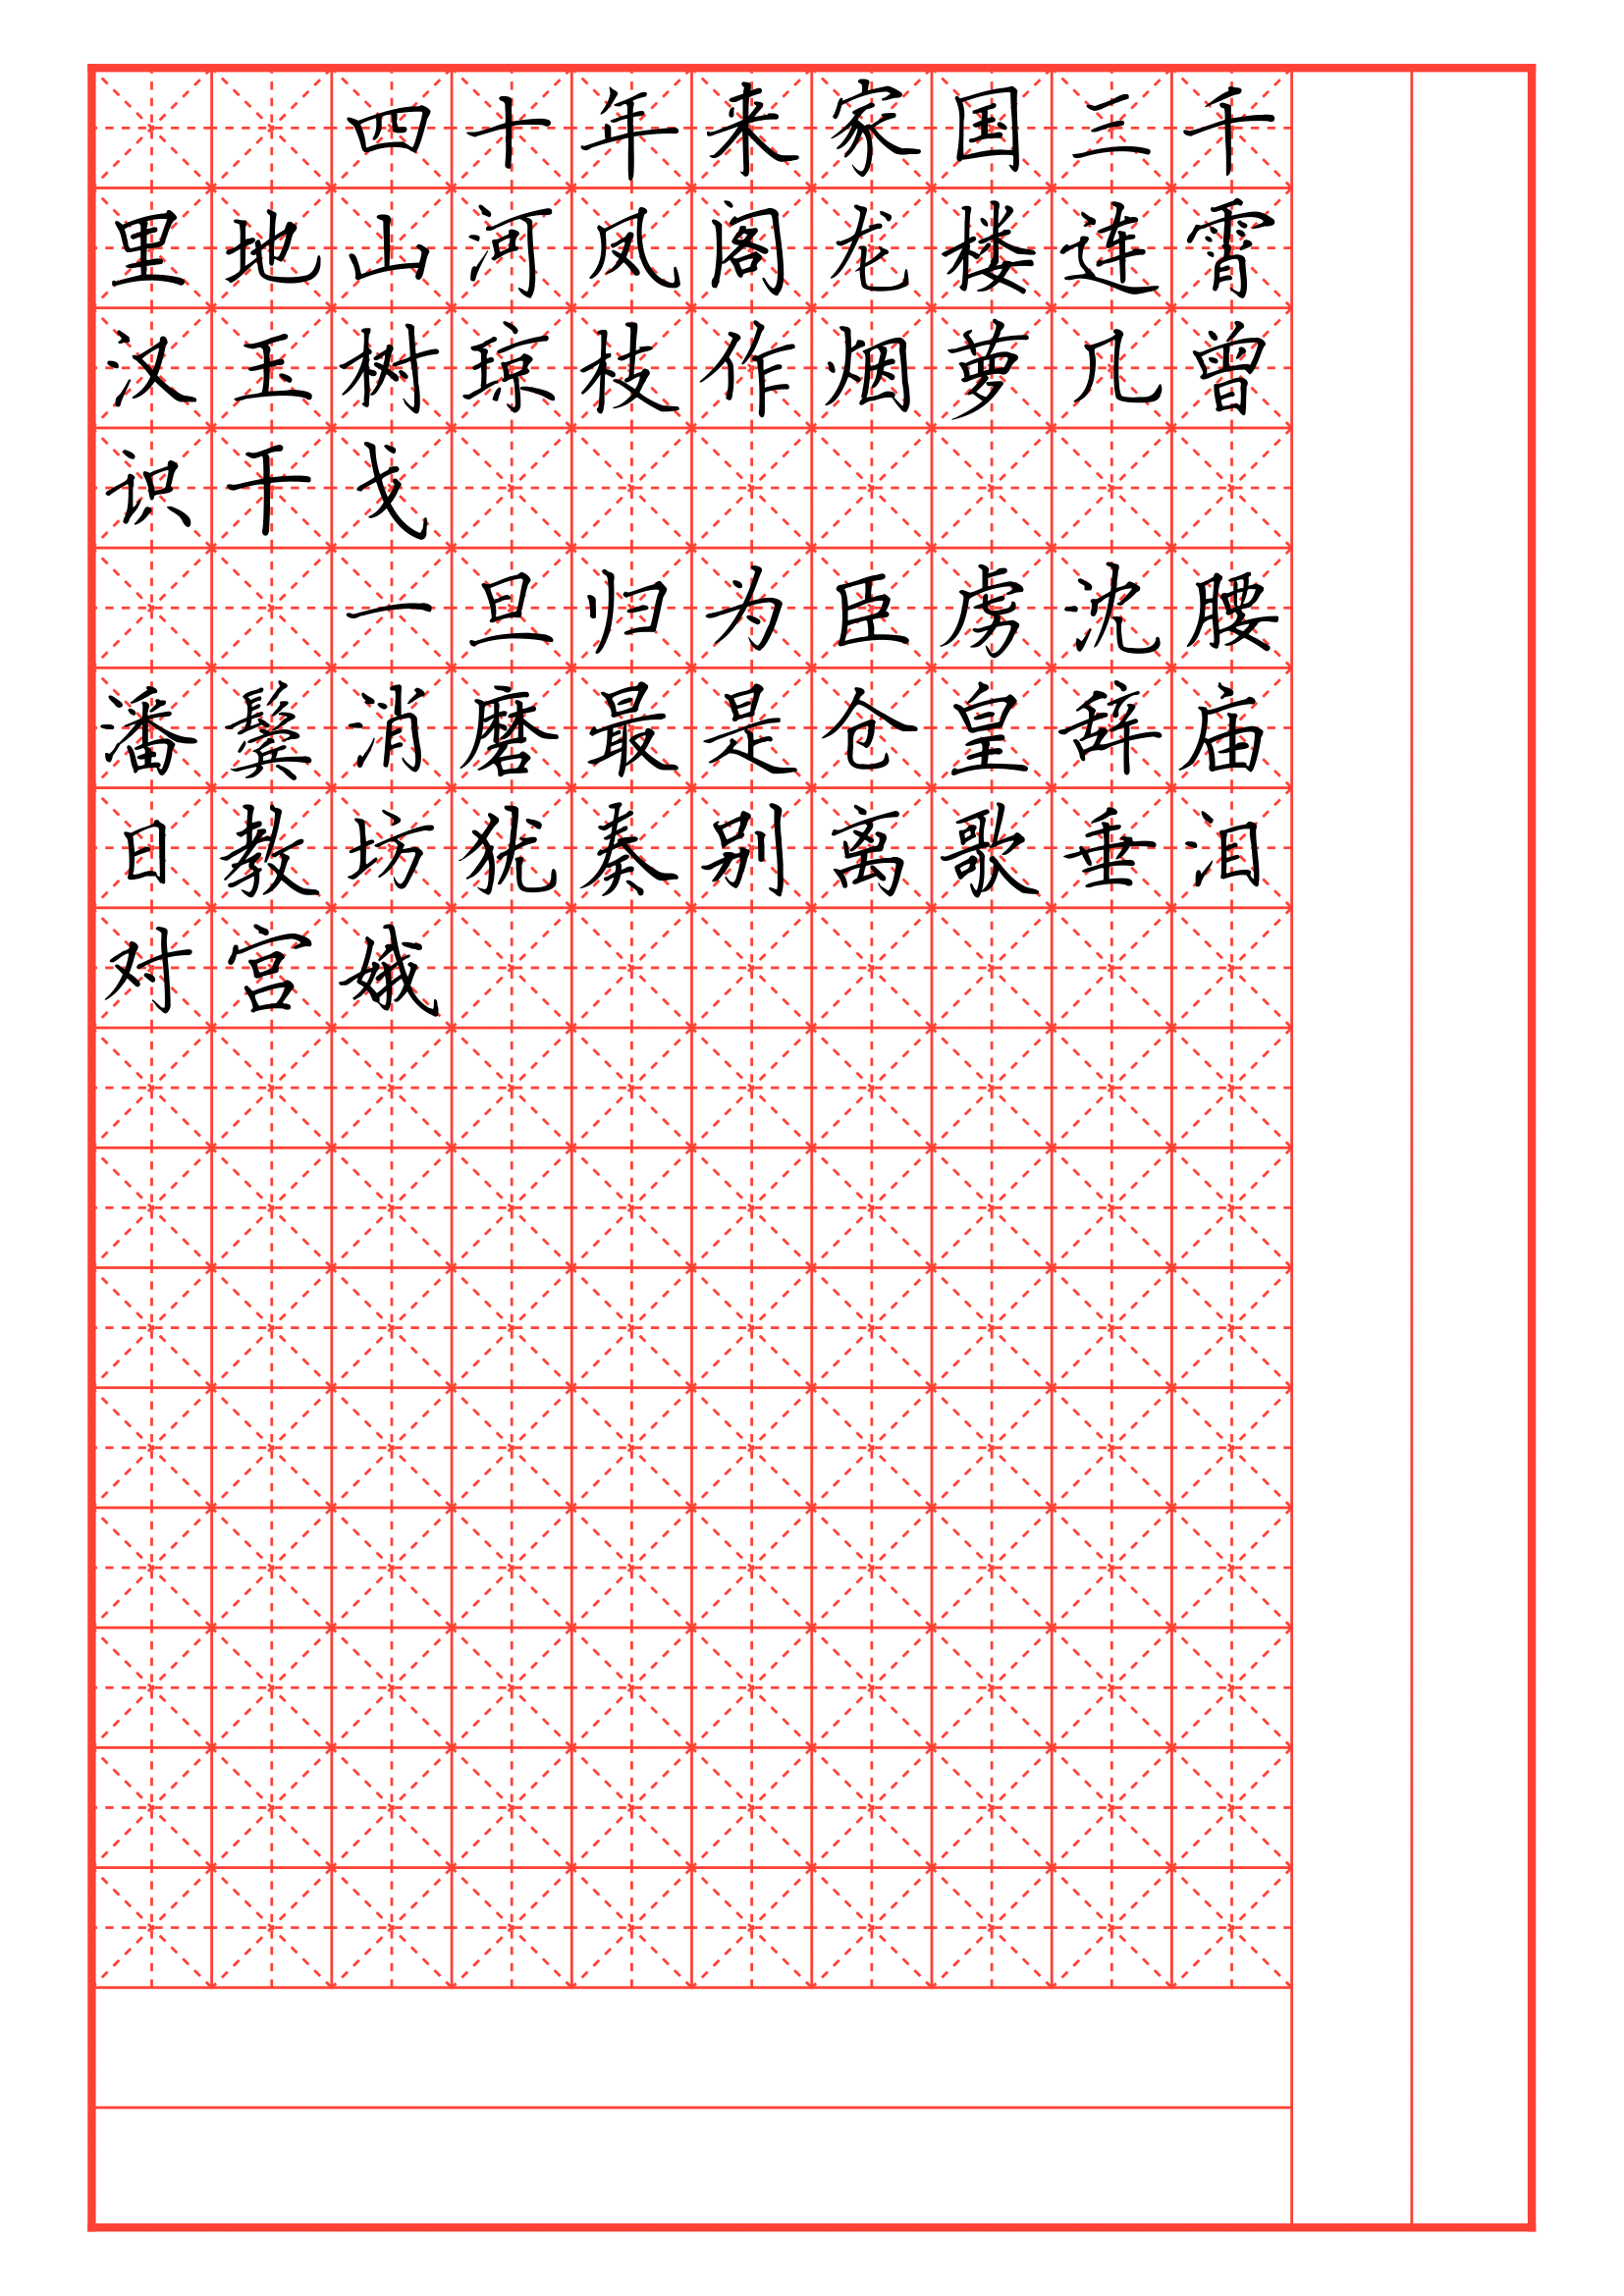 四十年来家国三千
里地山河凤阁龙楼连霄
汉玉树琼枝作烟萝几曾
识干戈
一旦归为臣虏沈腰
潘鬓消磨最是仓皇辞庙
日教坊犹奏别离歌垂泪
对宫娥